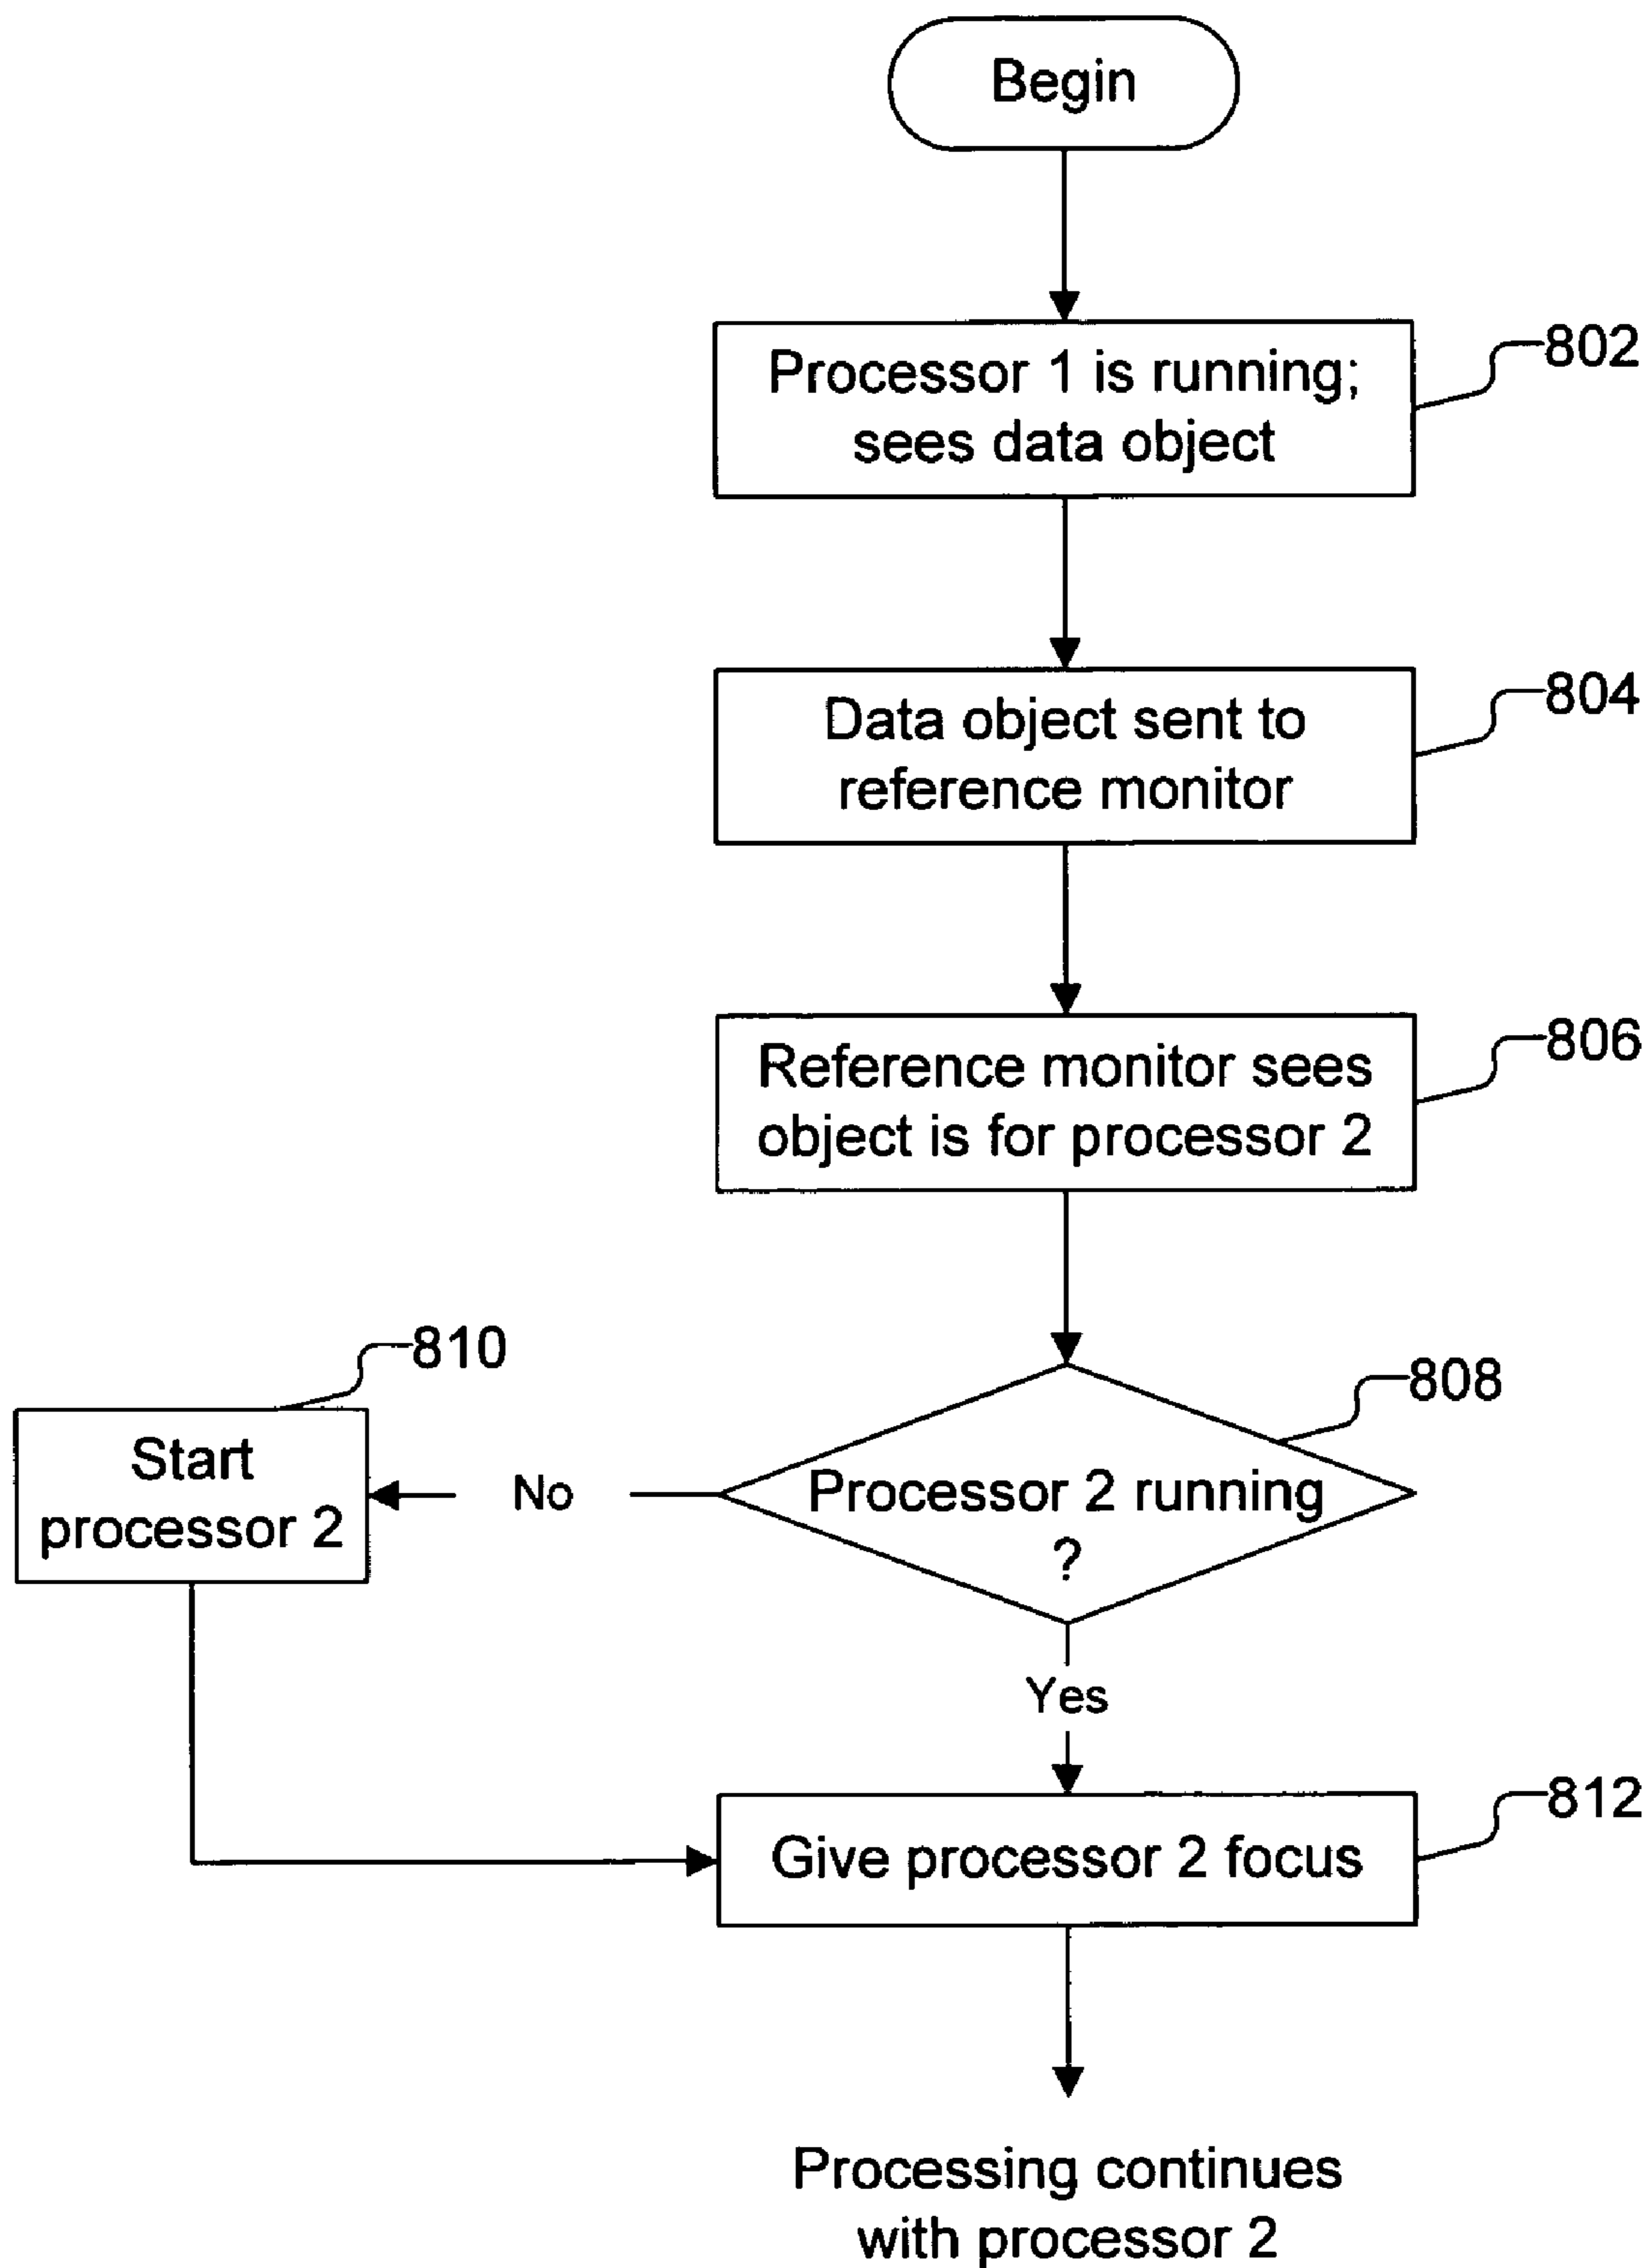 Begin
Processor 1 is running;
sees data object
802
Data object sent to
reference monitor
804
Reference monitor sees
object is for processor 2
806
Processor 2 running
?
808
No
Start
processor 2
810
Yes
Give processor 2 focus
812
Processing continues
with processor 2